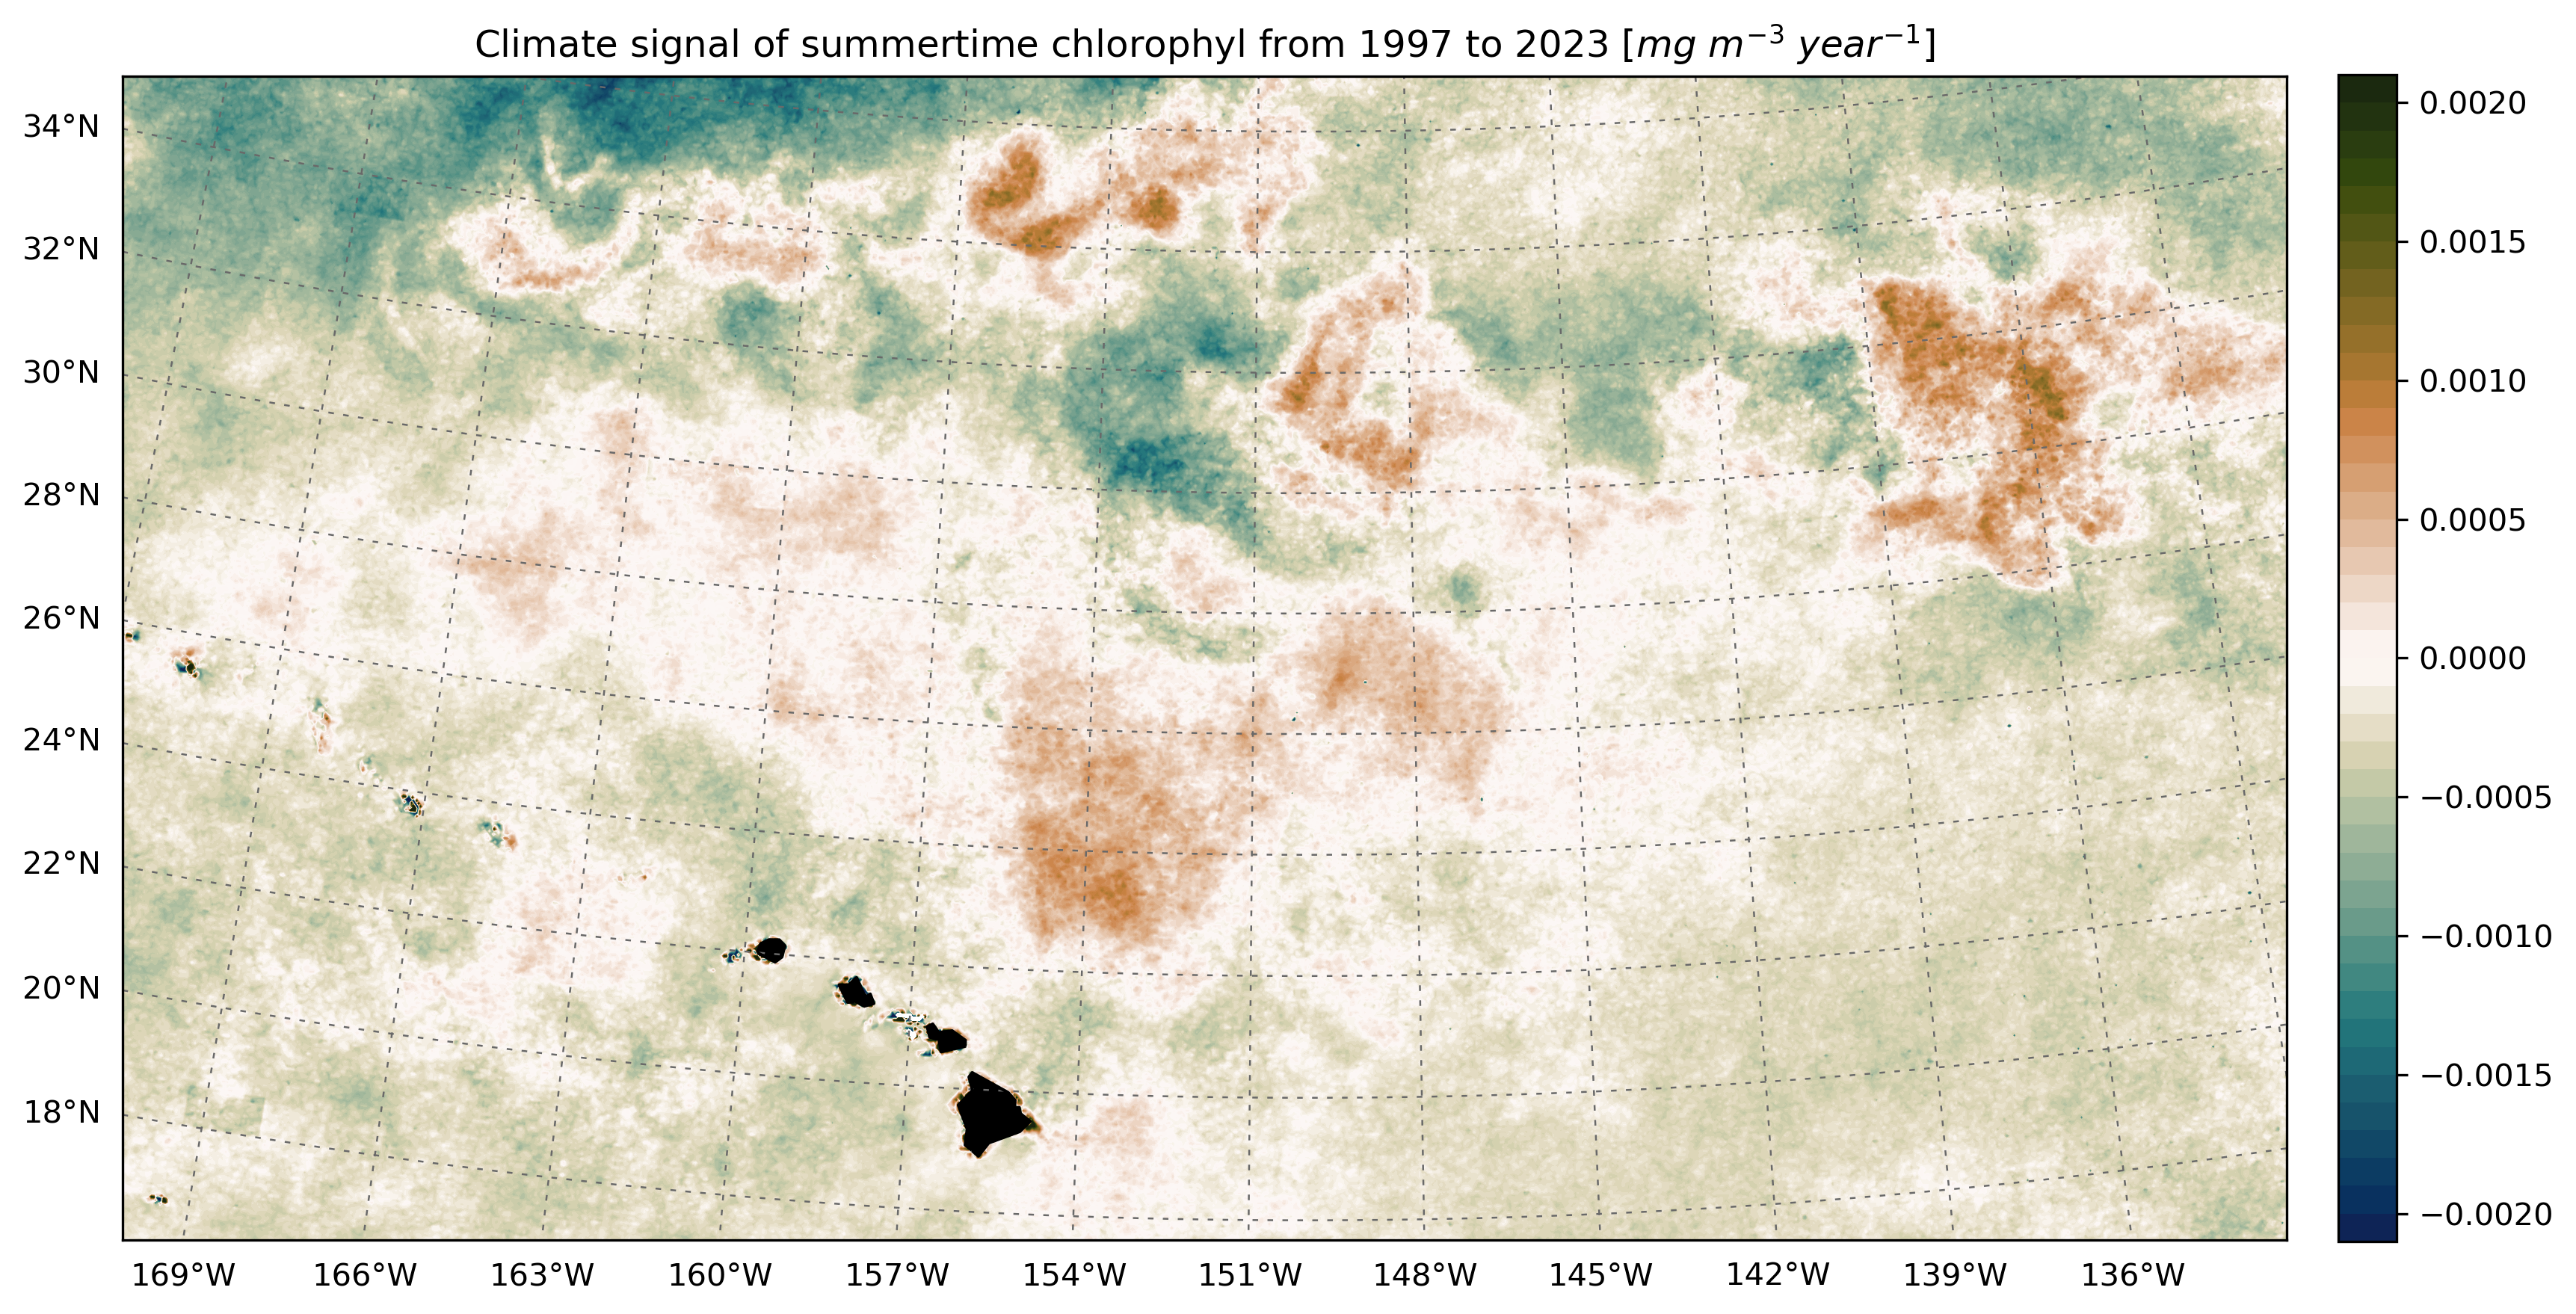 Climate signal of summertime chlorophyl from 1997 to 2023 [mg m⁻³ year⁻¹]
34°N
32°N
30°N
28°N
26°N
24°N
22°N
20°N
18°N
169°W 166°W 163°W 160°W 157°W 154°W 151°W 148°W 145°W 142°W 139°W 136°W
0.0020
0.0015
0.0010
0.0005
0.0000
−0.0005
−0.0010
−0.0015
−0.0020